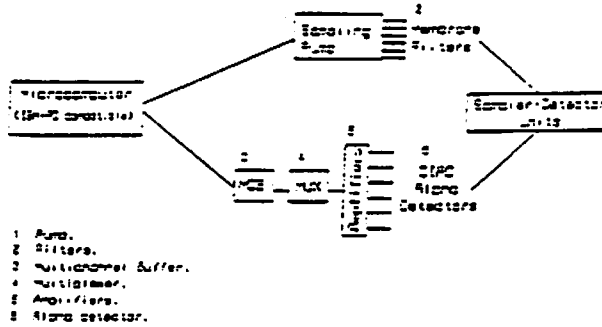 2
Sampling
Pump
Membrane
Filters
Microcomputer
(IBM-PC compatible)
Sampler-Detector
Units
3
4
5
6
MCB
MUX
Amplifiers
Alpha
Detectors
1 Pump.
2 Filters.
3 Multichannel Buffer.
4 Multiplexer.
5 Amplifiers.
6 Alpha detector.